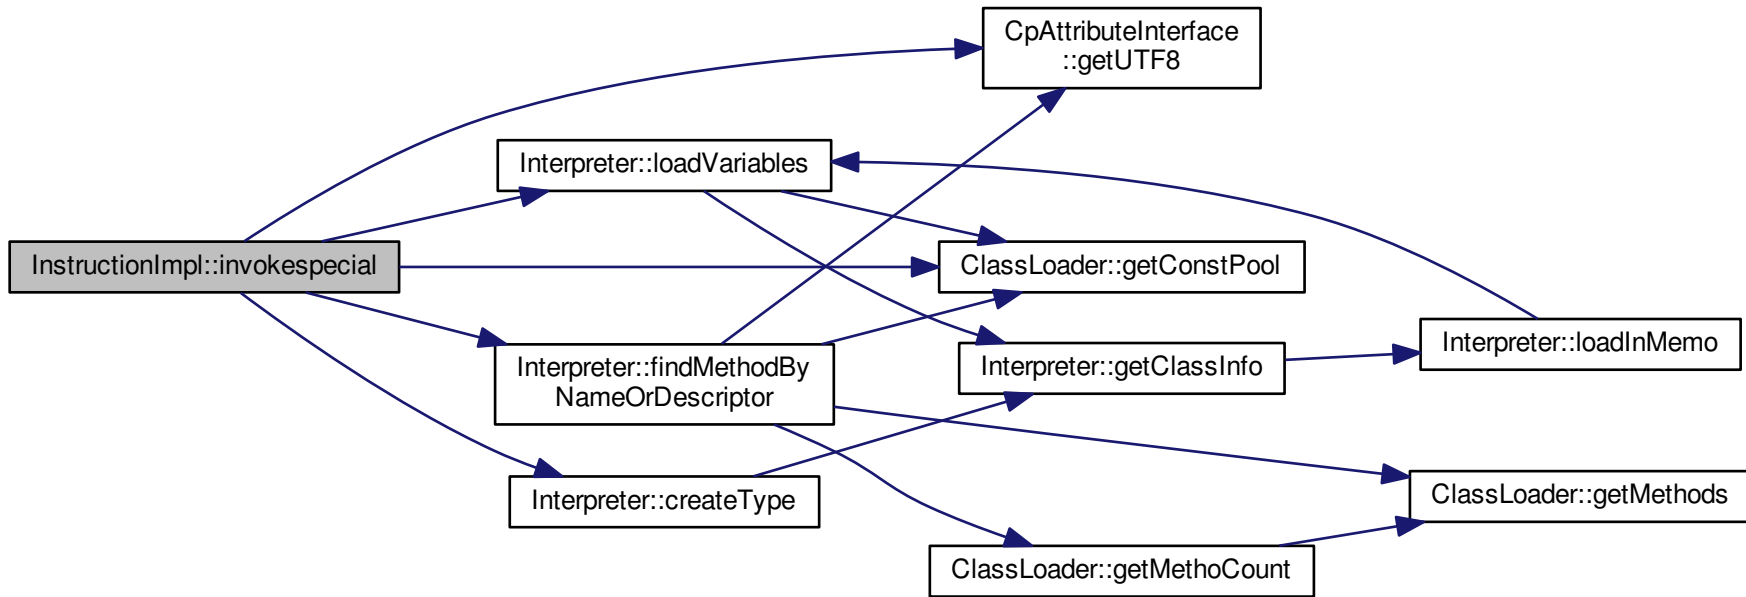 CpAttributeInterface
::getUTF8
Interpreter::loadVariables
InstructionImpl::invokespecial
ClassLoader::getConstPool
Interpreter::findMethodBy
NameOrDescriptor
Interpreter::getClassInfo
Interpreter::loadInMemo
Interpreter::createType
ClassLoader::getMethods
ClassLoader::getMethoCount